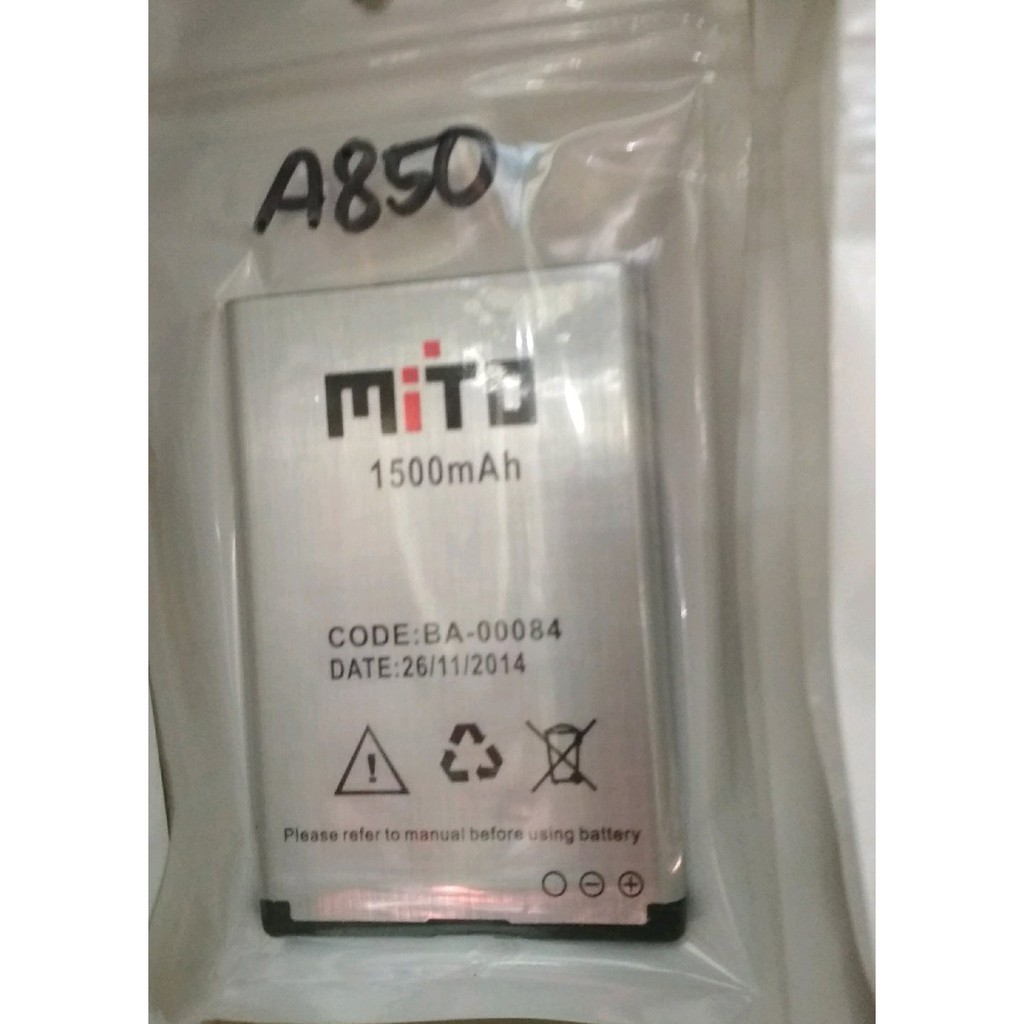 A850
MiTO
1500mAh
CODE:BA-00084
DATE:26/11/2014
Please refer to manual before using battery